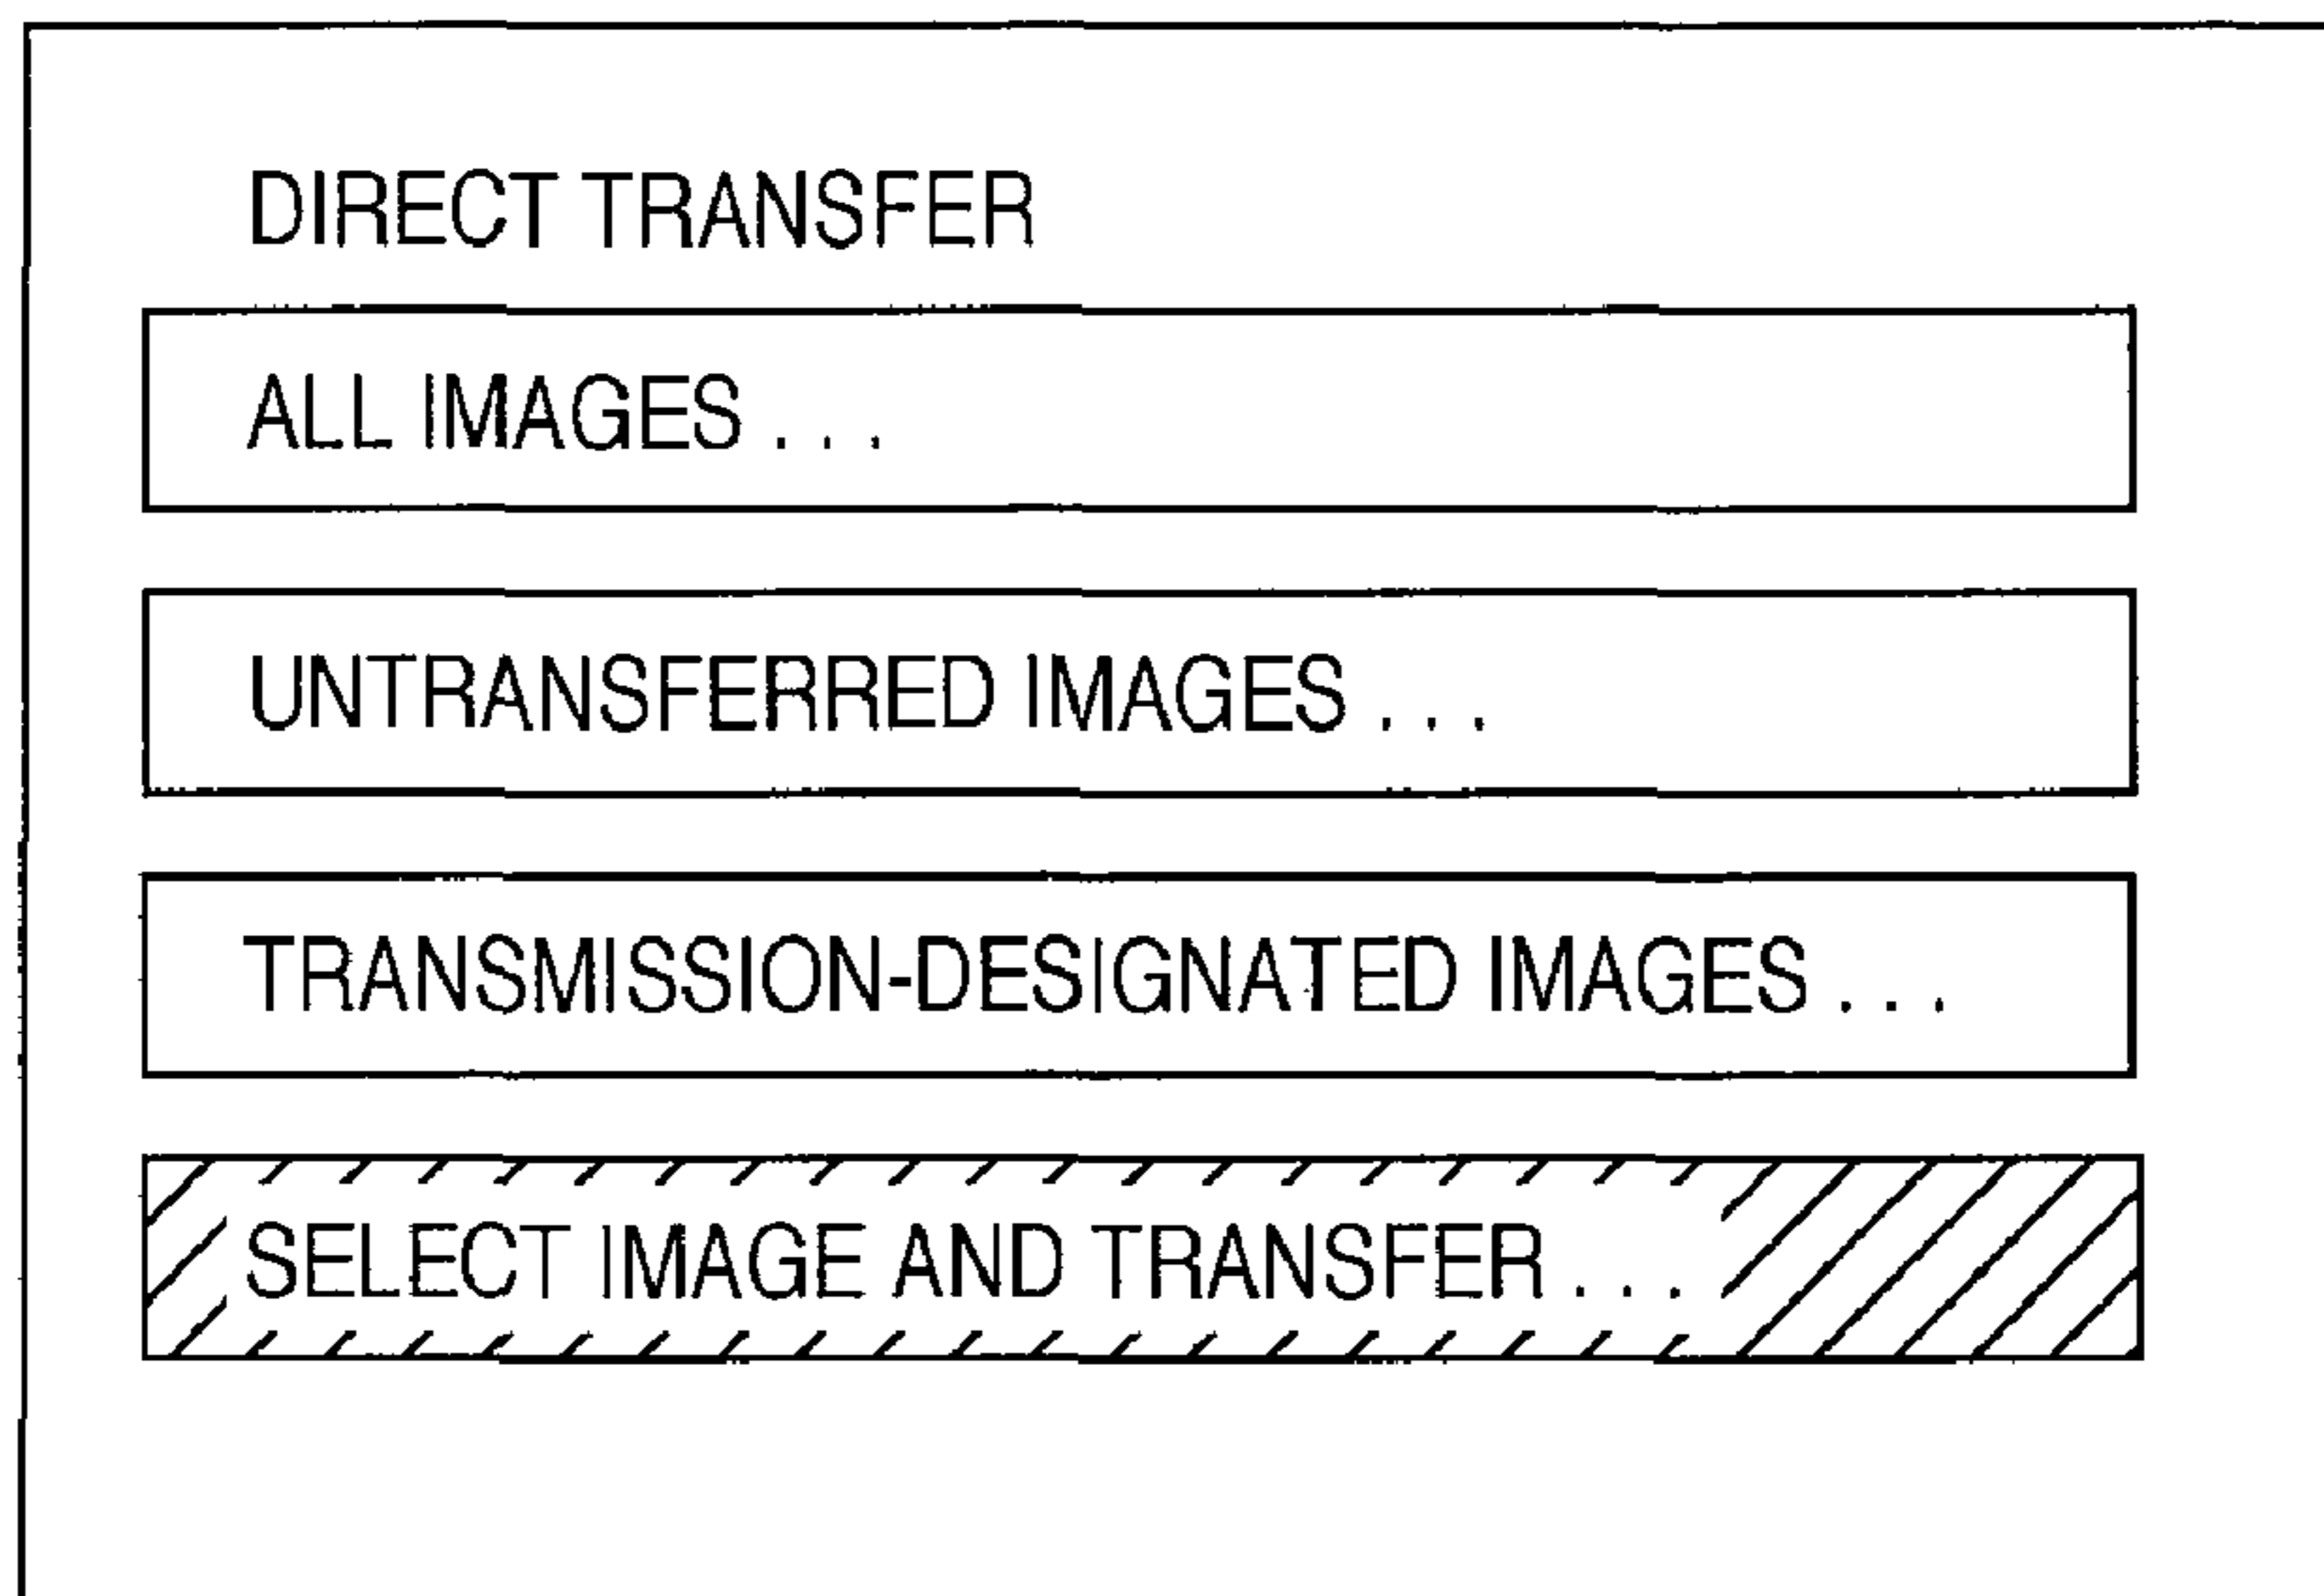 DIRECT TRANSFER
ALL IMAGES . . .
UNTRANSFERRED IMAGES . . .
TRANSMISSION-DESIGNATED IMAGES . . .
SELECT IMAGE AND TRANSFER . . .